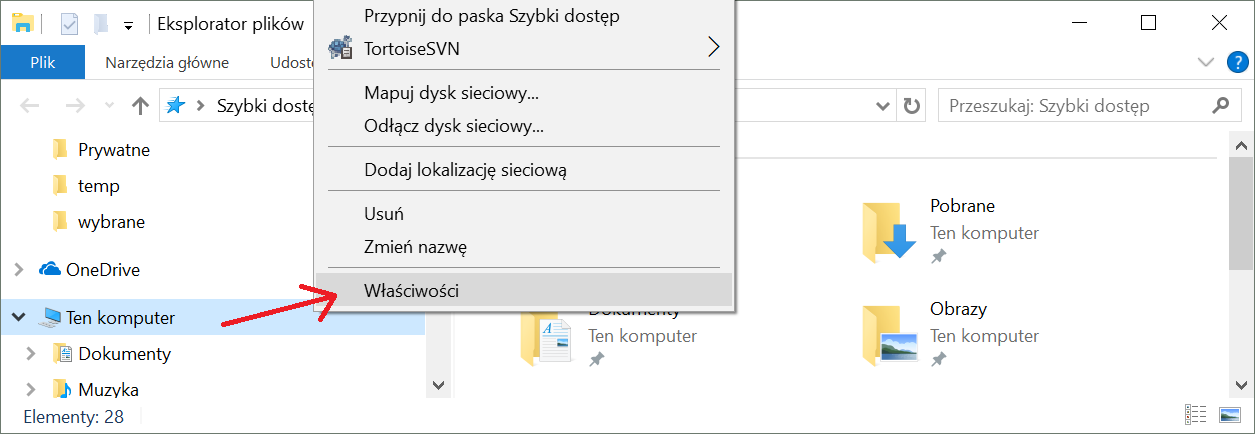 Eksplorator plików
Plik
Narzędzia główne
Udost
Szybki dostę
Przeszukaj: Szybki dostęp
Przypnij do paska Szybki dostęp
TortoiseSVN
Mapuj dysk sieciowy...
Odłącz dysk sieciowy...
Dodaj lokalizację sieciową
Usuń
Zmień nazwę
Właściwości
Prywatne
temp
wybrane
OneDrive
Ten komputer
Dokumenty
Muzyka
Pobrane
Ten komputer
Dokumenty
Ten komputer
Obrazy
Ten komputer
Elementy: 28